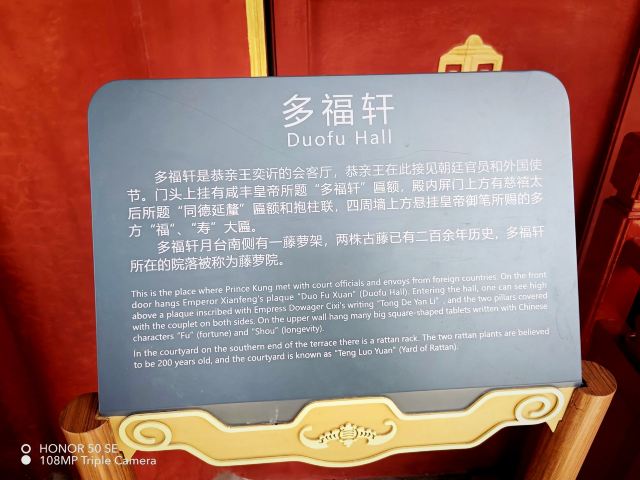 多福轩
Duofu Hall
多福轩是恭亲王奕䜣的会客厅，恭亲王在此接见朝廷官员和外国使
节。门头上挂有咸丰皇帝所题“多福轩”匾额，殿内屏门上方有慈禧太
后所题“同德延釐”匾额和抱柱联，四周墙上方悬挂皇帝御笔所赐的多
方“福”、“寿”大匾。
多福轩月台南侧有一藤萝架，两株古藤已有二百余年历史，多福轩
所在的院落被称为藤萝院。
This is the place where Prince Kung met with court officials and envoys from foreign countries. On the front
door hangs Emperor Xianfeng's plaque "Duo Fu Xuan" (Duofu Hall). Entering the hall, one can see high
above a plaque inscribed with Empress Dowager Cixi's writing "Tong De Yan Li", and the two pillars covered
with the couplet on both sides. On the upper wall hang many big square-shaped tablets written with Chinese
characters "Fu" (fortune) and "Shou" (longevity).
In the courtyard on the southern end of the terrace there is a rattan rack. The two rattan plants are believed
to be 200 years old, and the courtyard is known as "Teng Luo Yuan" (Yard of Rattan).
HONOR 50 SE
108MP Triple Camera